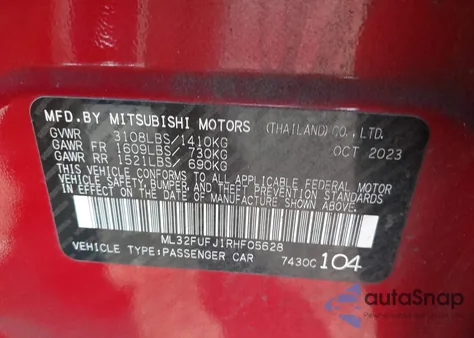 MFD.BY MITSUBISHI MOTORS (THAILAND)CO.,LTD.
GVWR 3108LBS/1410KG OCT 2023
GAWR FR 1609LBS/ 730KG
GAWR RR 1521LBS/ 690KG
THIS VEHICLE CONFORMS TO ALL APPLICABLE FEDERAL MOTOR
VEHICLE SAFETY, BUMPER, AND THEFT PREVENTION STANDARDS
IN EFFECT ON THE DATE OF MANUFACTURE SHOWN ABOVE.
ML32FUFJ1RHF05628
VEHICLE TYPE:PASSENGER CAR 7430C 104
autaSnap